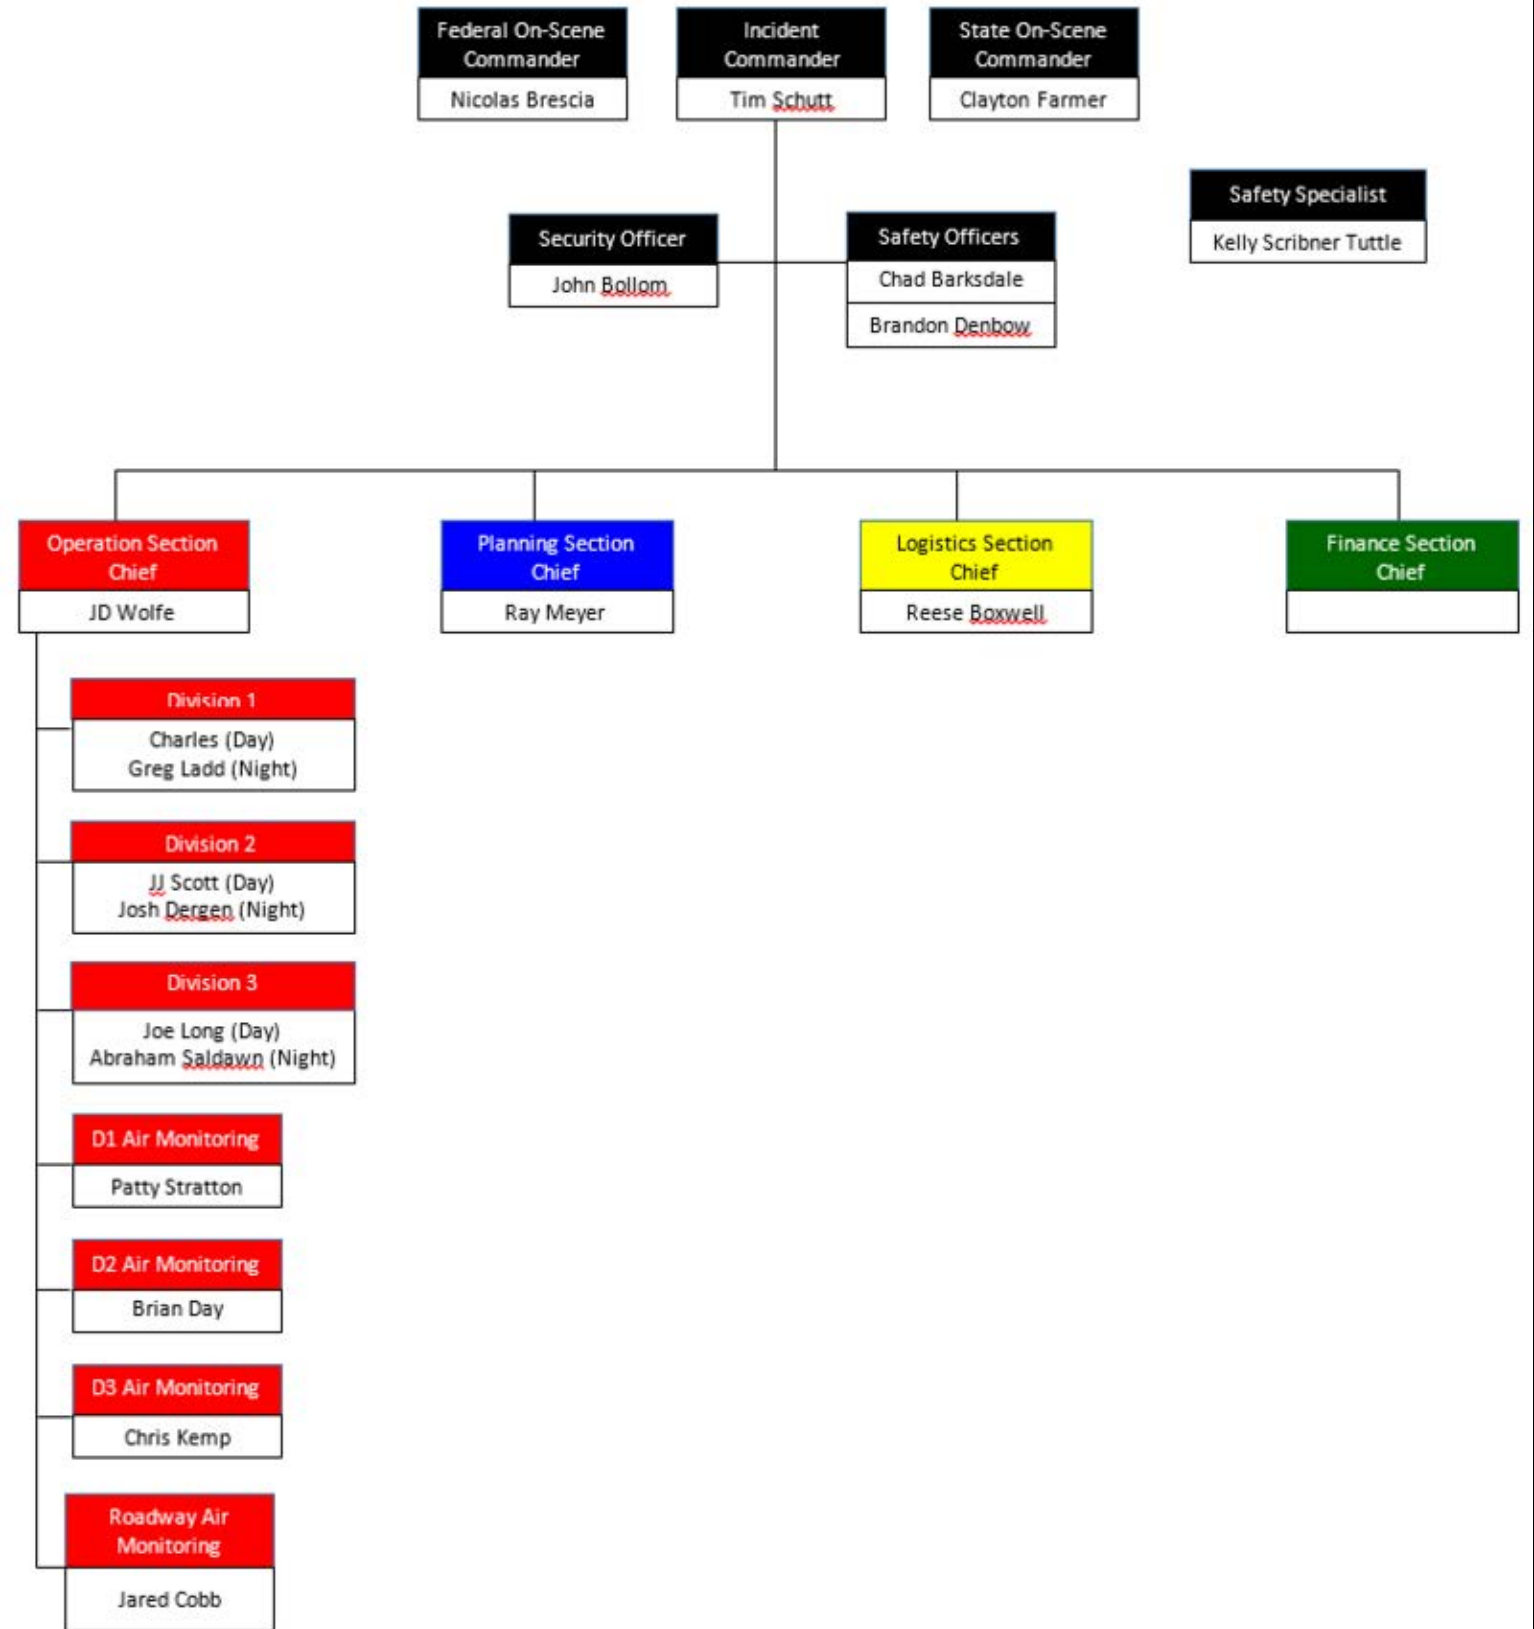 Federal On-Scene
Commander
Nicolas Brescia
Incident
Commander
Tim Schutt
State On-Scene
Commander
Clayton Farmer
Safety Specialist
Kelly Scribner Tuttle
Security Officer
John Bollom
Safety Officers
Chad Barksdale
Brandon Denbow
Operation Section
Chief
JD Wolfe
Planning Section
Chief
Ray Meyer
Logistics Section
Chief
Reese Boxwell
Finance Section
Chief
Division 1
Charles (Day)
Greg Ladd (Night)
Division 2
JJ Scott (Day)
Josh Dergen (Night)
Division 3
Joe Long (Day)
Abraham Saldawn (Night)
D1 Air Monitoring
Patty Stratton
D2 Air Monitoring
Brian Day
D3 Air Monitoring
Chris Kemp
Roadway Air
Monitoring
Jared Cobb